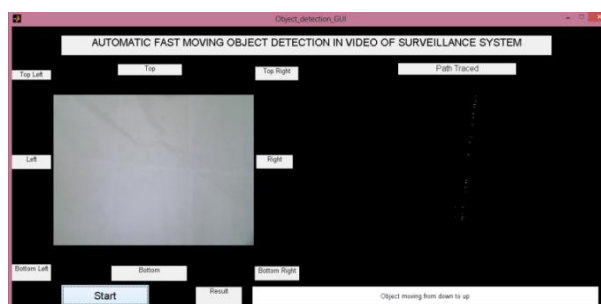 Object_detection_GUI
AUTOMATIC FAST MOVING OBJECT DETECTION IN VIDEO OF SURVEILLANCE SYSTEM
Top Left
Top
Top Right
Path Traced
Left
Right
Bottom Left
Bottom
Bottom Right
Start
Result
Object moving from down to up